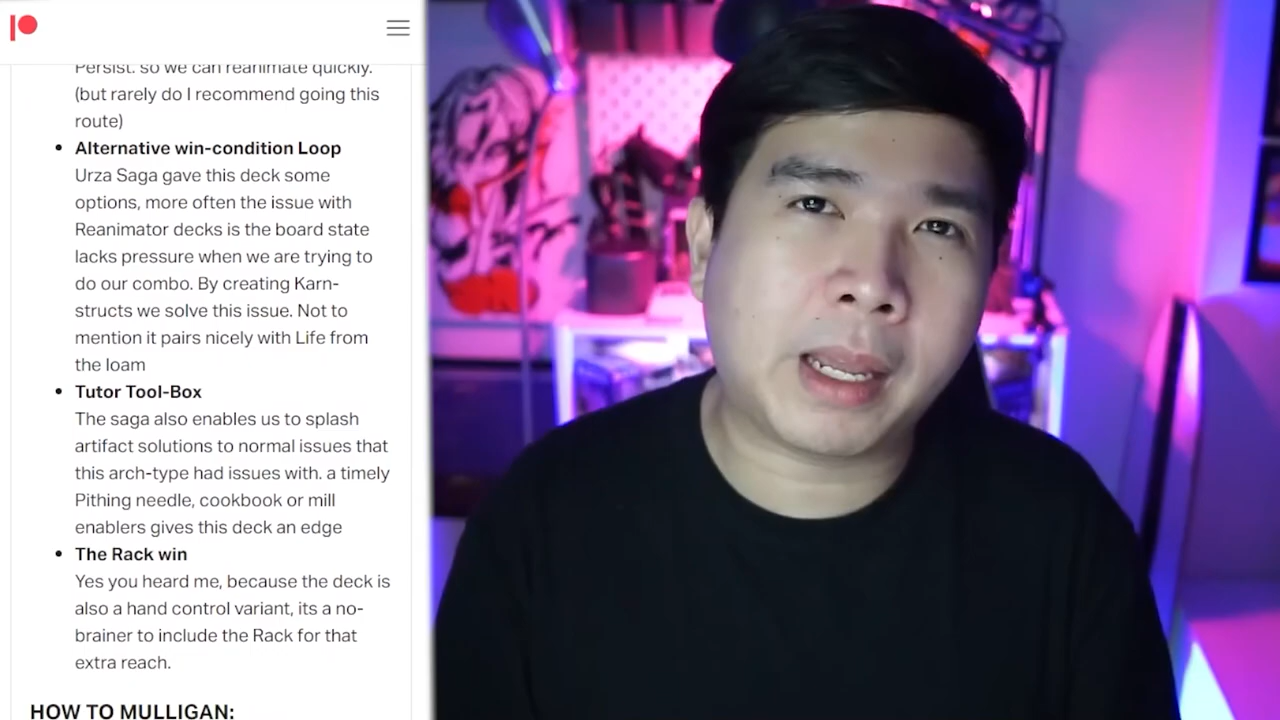 Persist. so we can reanimate quickly.
(but rarely do I recommend going this
route)
Alternative win-condition Loop
Urza Saga gave this deck some
options, more often the issue with
Reanimator decks is the board state
lacks pressure when we are trying to
do our combo. By creating Karn-
structs we solve this issue. Not to
mention it pairs nicely with Life from
the loam
Tutor Tool-Box
The saga also enables us to splash
artifact solutions to normal issues that
this arch-type had issues with. a timely
Pithing needle, cookbook or mill
enablers gives this deck an edge
The Rack win
Yes you heard me, because the deck is
also a hand control variant, its a no-
brainer to include the Rack for that
extra reach.
HOW TO MULLIGAN: